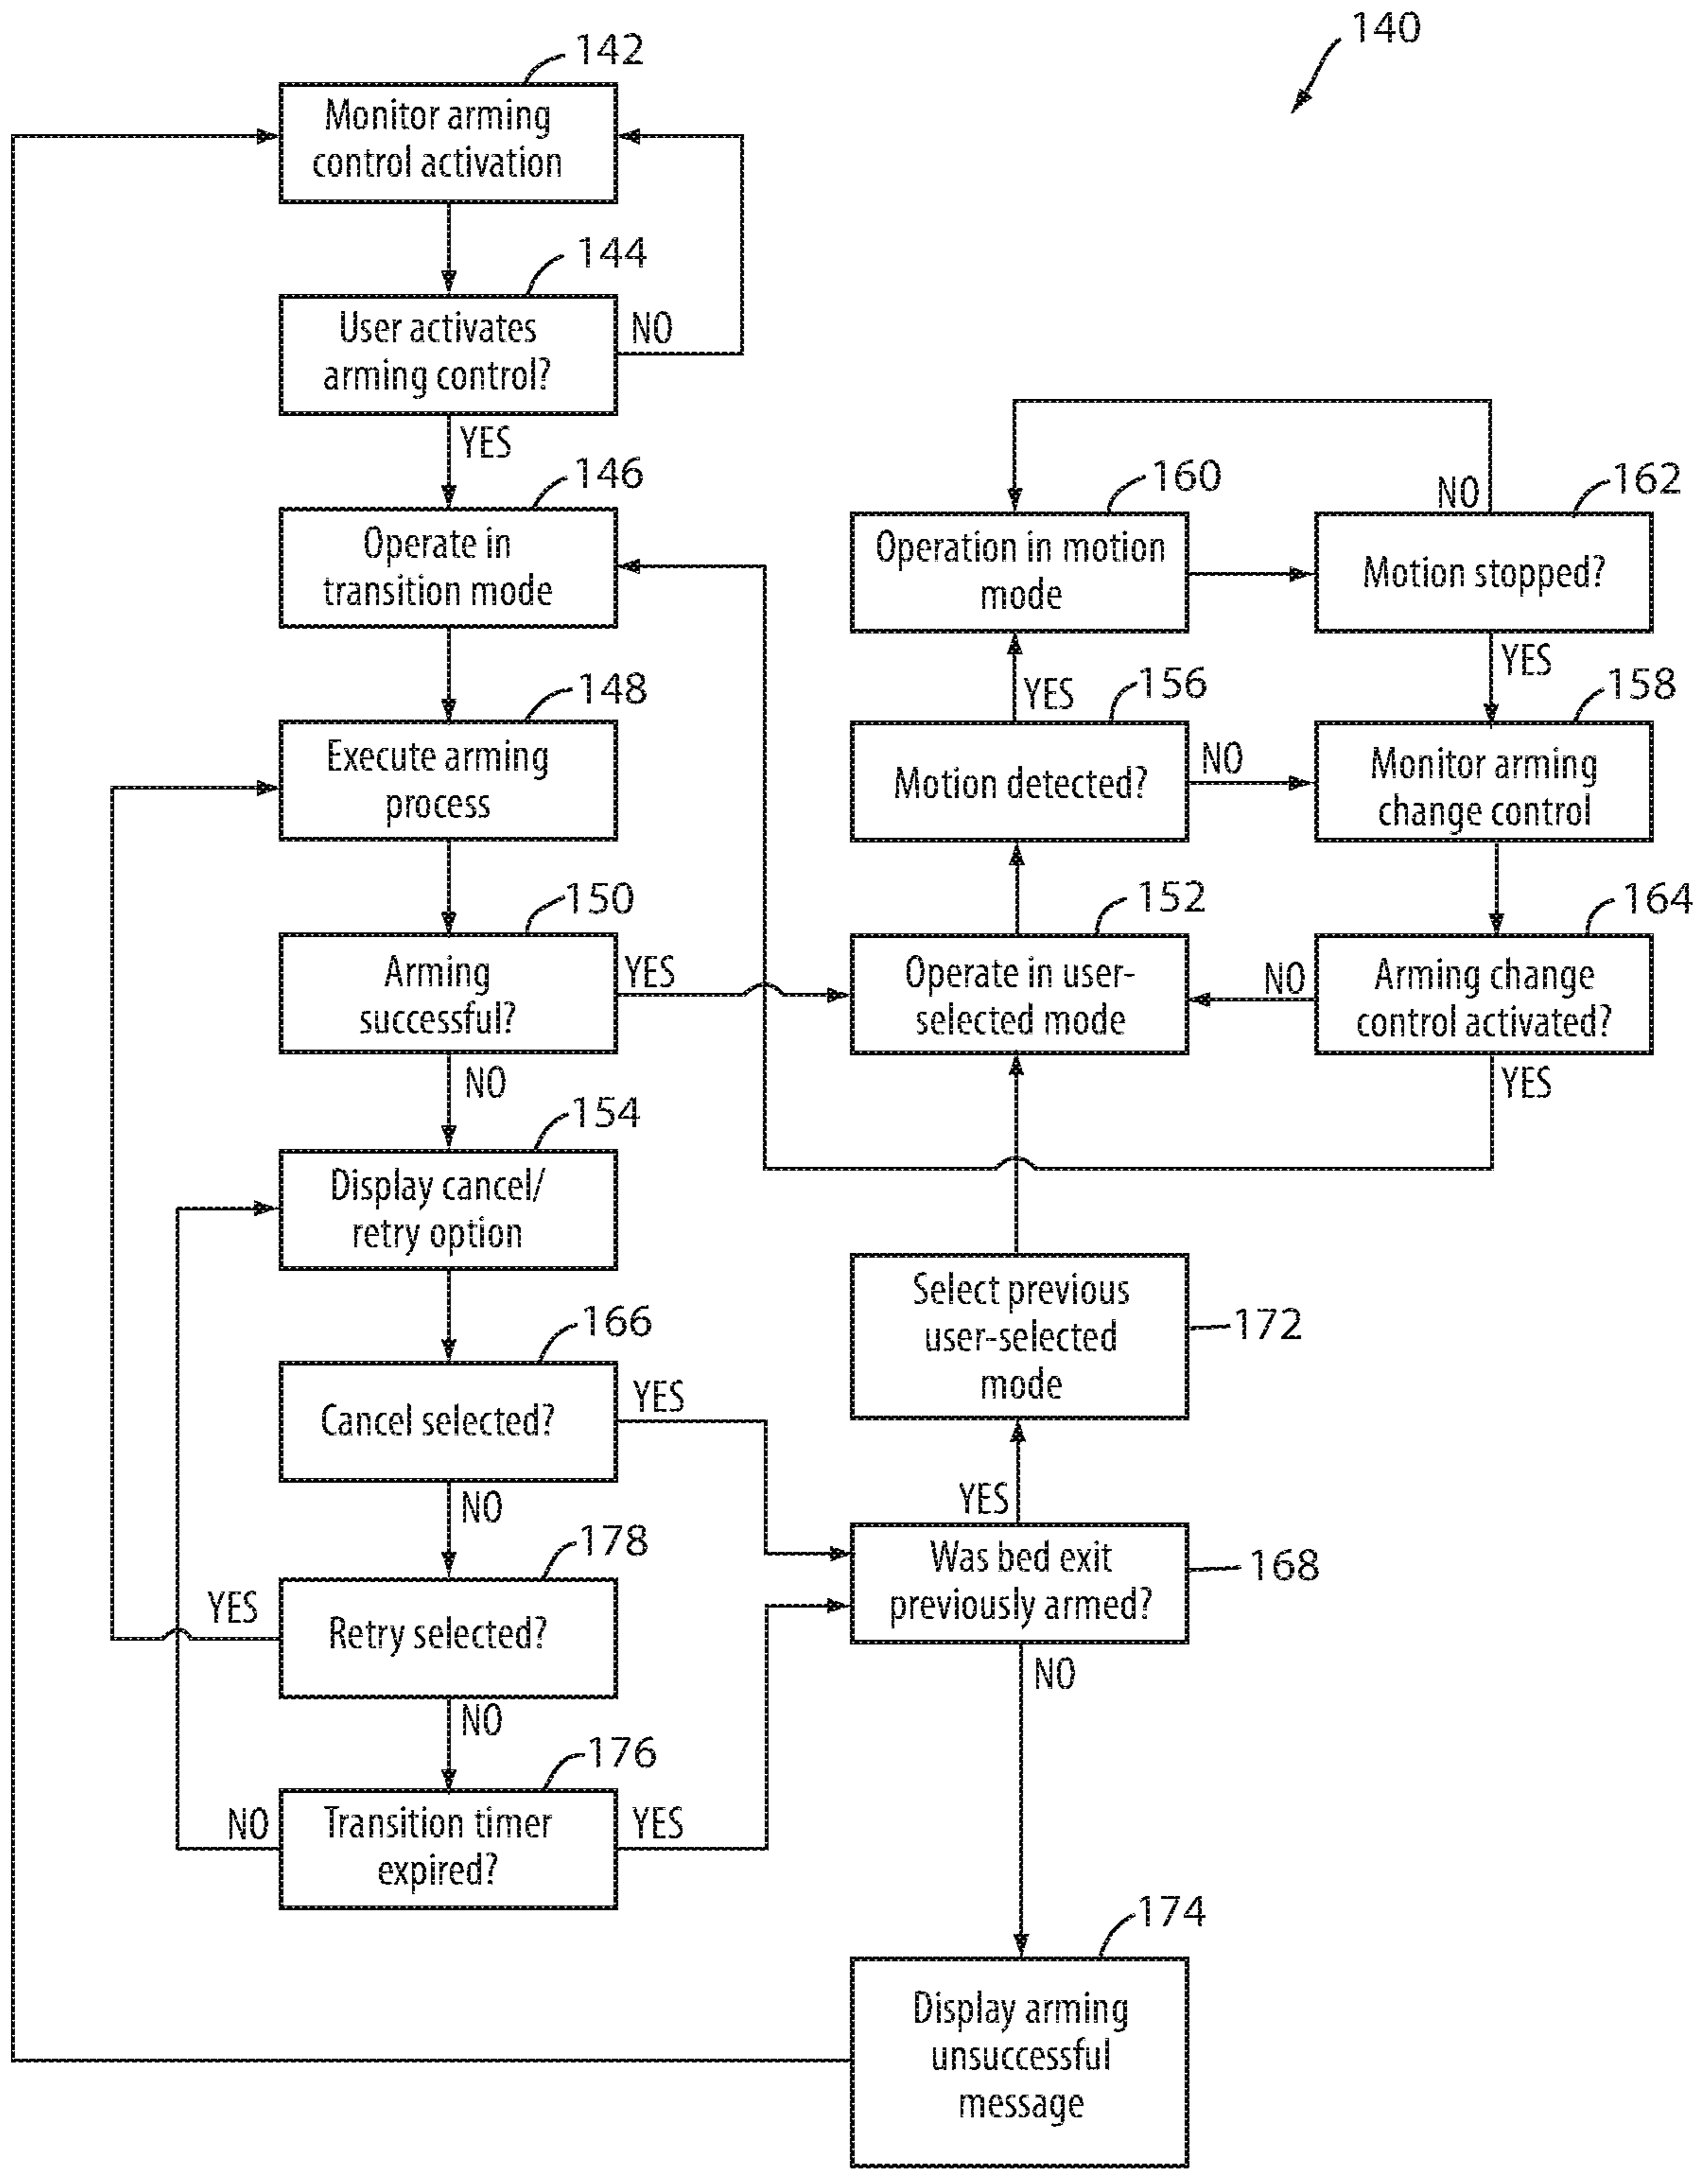 140
142
Monitor arming
control activation
144
User activates
arming control?
NO
YES
146
Operate in
transition mode
148
Execute arming
process
150
Arming
successful?
YES
NO
154
Display cancel/
retry option
166
Cancel selected?
YES
NO
178
Retry selected?
YES
NO
176
Transition timer
expired?
NO
YES
160
Operation in motion
mode
162
Motion stopped?
NO
YES
156
Motion detected?
YES
NO
158
Monitor arming
change control
152
Operate in user-
selected mode
164
Arming change
control activated?
NO
YES
Select previous
user-selected
mode
172
YES
Was bed exit
previously armed?
168
NO
174
Display arming
unsuccessful
message